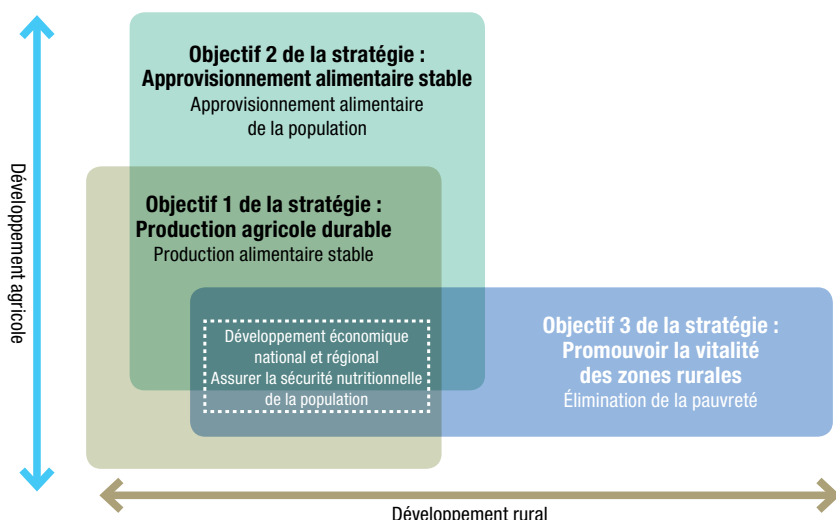 Objectif 2 de la stratégie :
Approvisionnement alimentaire stable
Approvisionnement alimentaire
de la population
Développement agricole
Objectif 1 de la stratégie :
Production agricole durable
Production alimentaire stable
Développement économique
national et régional
Assurer la sécurité nutritionnelle
de la population
Objectif 3 de la stratégie :
Promouvoir la vitalité
des zones rurales
Élimination de la pauvreté
Développement rural